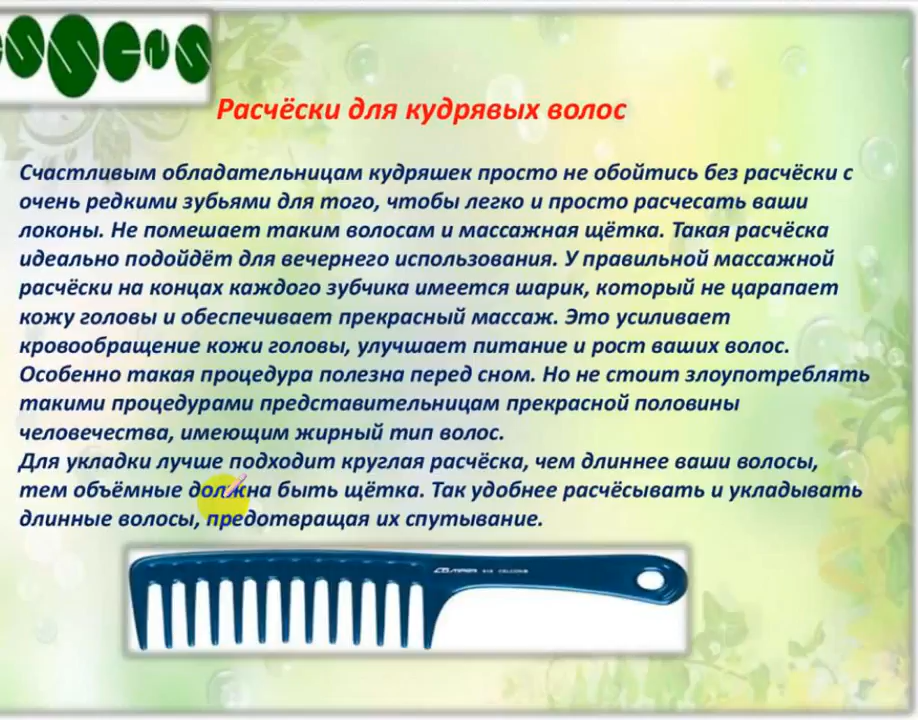 Расчёски для кудрявых волос
Счастливым обладательницам кудряшек просто не обойтись без расчёски с
очень редкими зубьями для того, чтобы легко и просто расчесать ваши
локоны. Не помешает таким волосам и массажная щётка. Такая расчёска
идеально подойдёт для вечернего использования. У правильной массажной
расчёски на концах каждого зубчика имеется шарик, который не царапает
кожу головы и обеспечивает прекрасный массаж. Это усиливает
кровообращение кожи головы, улучшает питание и рост ваших волос.
Особенно такая процедура полезна перед сном. Но не стоит злоупотреблять
такими процедурами представительницам прекрасной половины
человечества, имеющим жирный тип волос.
Для укладки лучше подходит круглая расчёска, чем длиннее ваши волосы,
тем объёмные должна быть щётка. Так удобнее расчёсывать и укладывать
длинные волосы, предотвращая их спутывание.